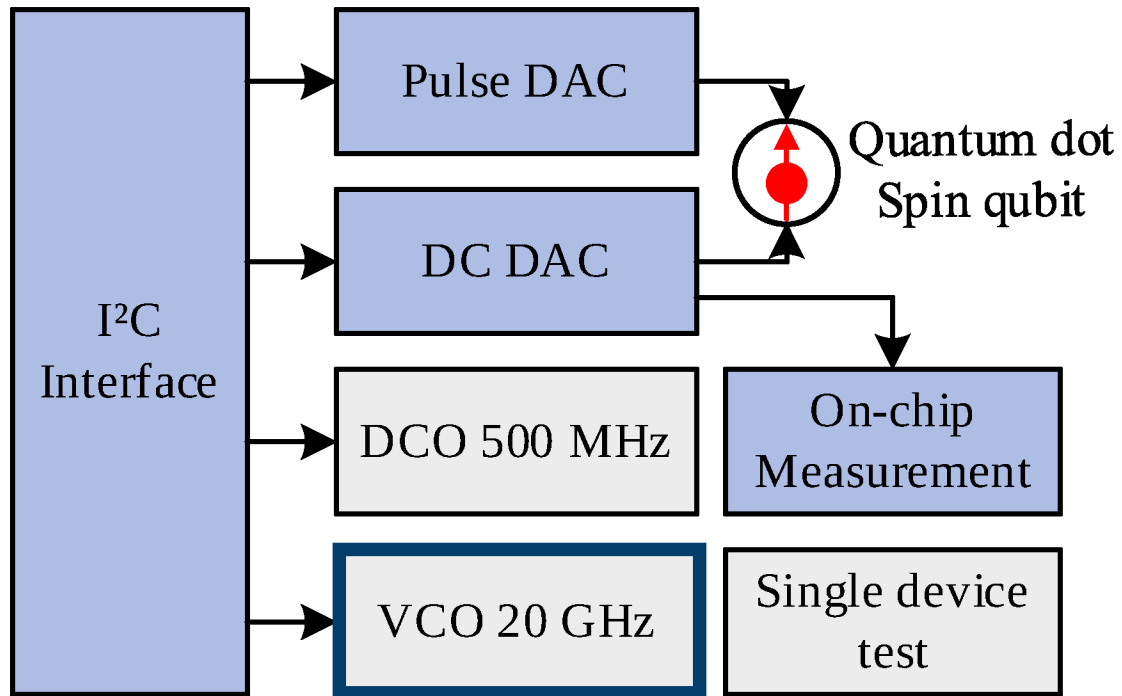 I²C
Interface
Pulse DAC
DC DAC
DCO 500 MHz
VCO 20 GHz
Quantum dot
Spin qubit
On-chip
Measurement
Single device
test